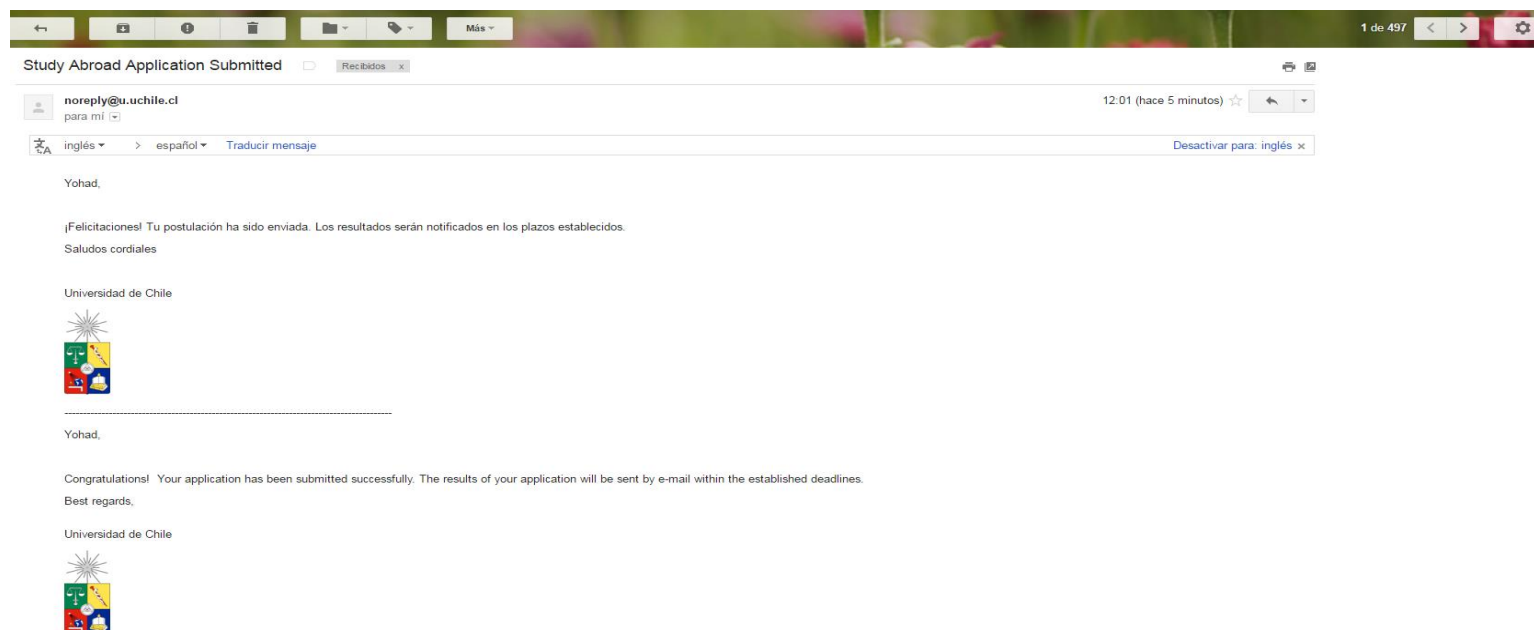 Más
1 de 497
Study Abroad Application Submitted
Recibidos x
noreply@u.uchile.cl
12:01 (hace 5 minutos)
para mí
inglés > español Traducir mensaje
Desactivar para: inglés x
Yohad,
¡Felicitaciones! Tu postulación ha sido enviada. Los resultados serán notificados en los plazos establecidos.
Saludos cordiales
Universidad de Chile
--------------------------------------------------------------------------------------------
Yohad,
Congratulations!  Your application has been submitted successfully. The results of your application will be sent by e-mail within the established deadlines.
Best regards,
Universidad de Chile